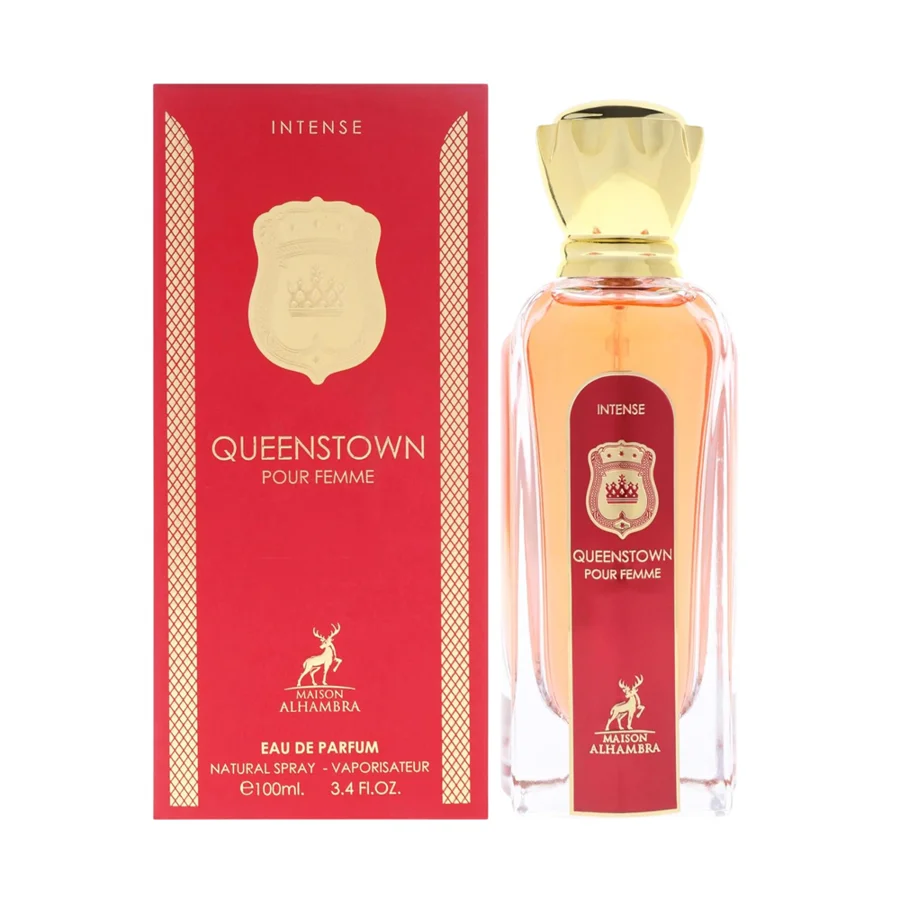 INTENSE
QUEENSTOWN
POUR FEMME
MAISON
ALHAMBRA
EAU DE PARFUM
NATURAL SPRAY - VAPORISATEUR
e100ml. 3.4 Fl.OZ.
INTENSE
QUEENSTOWN
POUR FEMME
MAISON
ALHAMBRA